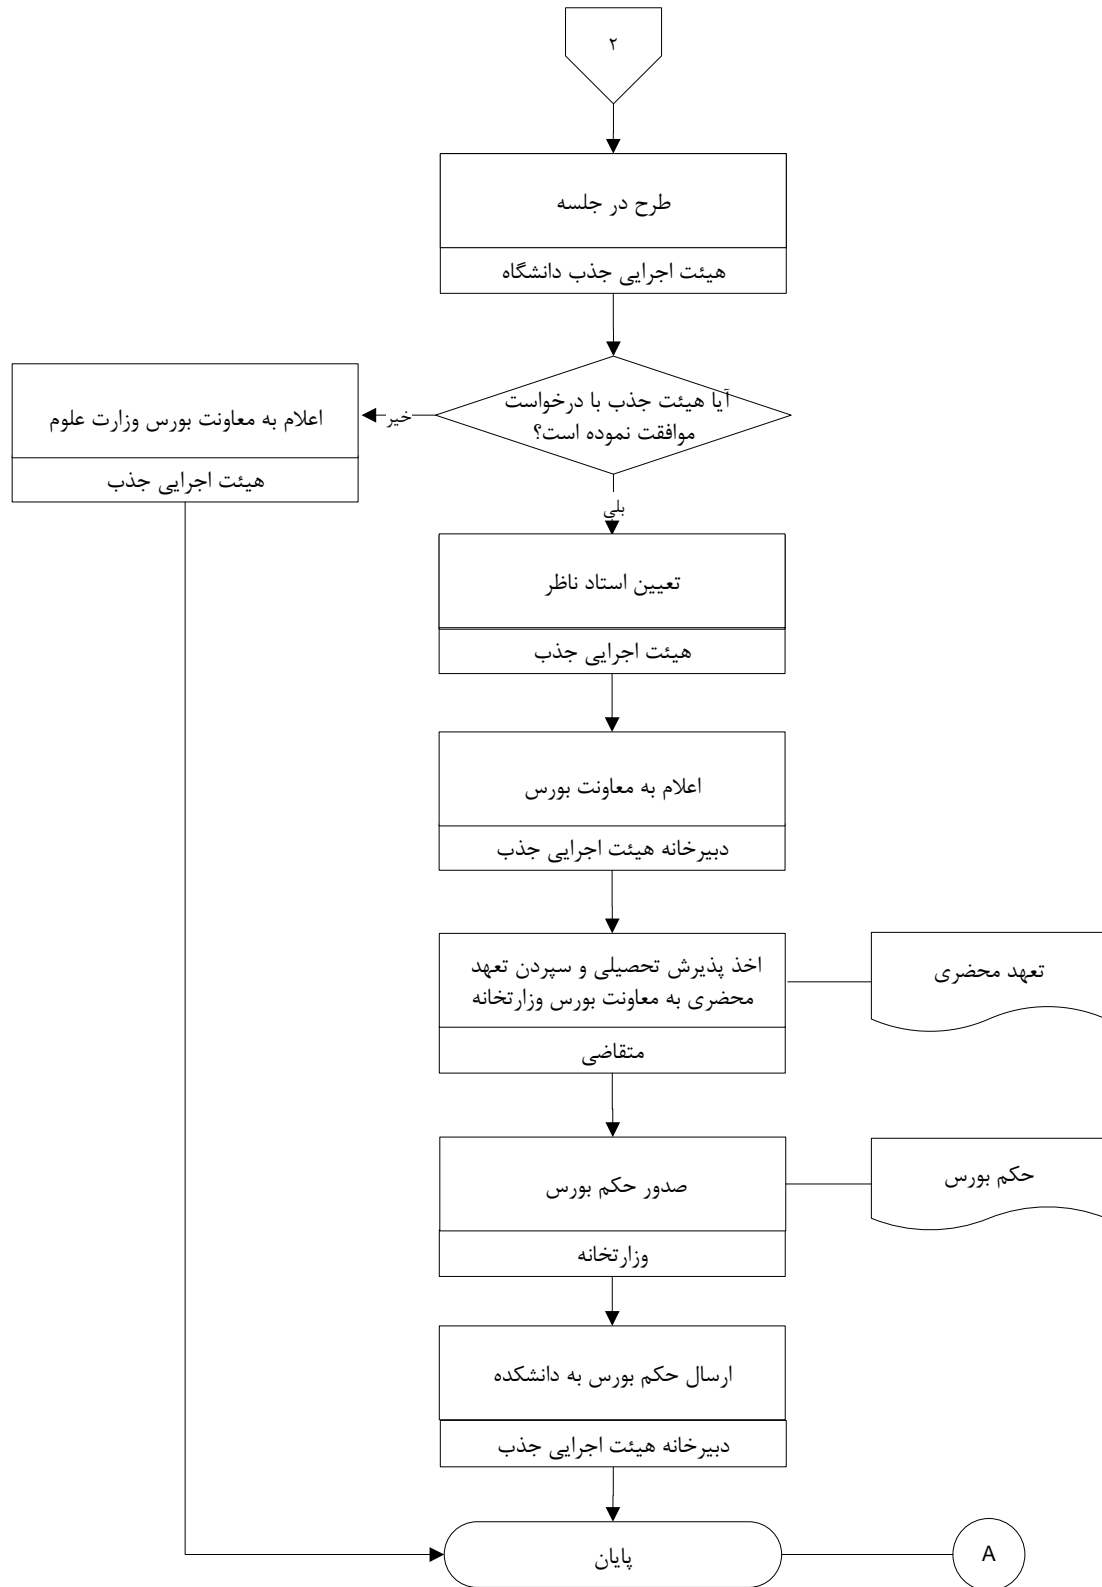 ۲
طرح در جلسه
هیئت اجرایی جذب دانشگاه
آیا هیئت جذب با درخواست
موافقت نموده است؟
خیر
اعلام به معاونت بورس وزارت علوم
هیئت اجرایی جذب
بلی
تعیین استاد ناظر
هیئت اجرایی جذب
اعلام به معاونت بورس
دبیرخانه هیئت اجرایی جذب
اخذ پذیرش تحصیلی و سپردن تعهد
محضری به معاونت بورس وزارتخانه
متقاضی
تعهد محضری
صدور حکم بورس
وزارتخانه
حکم بورس
ارسال حکم بورس به دانشکده
دبیرخانه هیئت اجرایی جذب
پایان
A